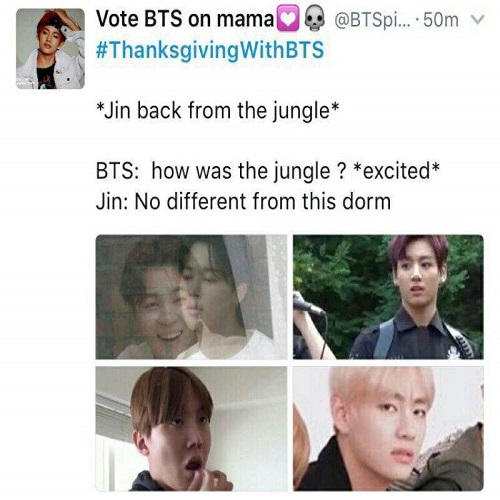 Vote BTS on mama💟💀 @BTSpi... · 50m
#ThanksgivingWithBTS
*Jin back from the jungle*
BTS: how was the jungle ? *excited*
Jin: No different from this dorm